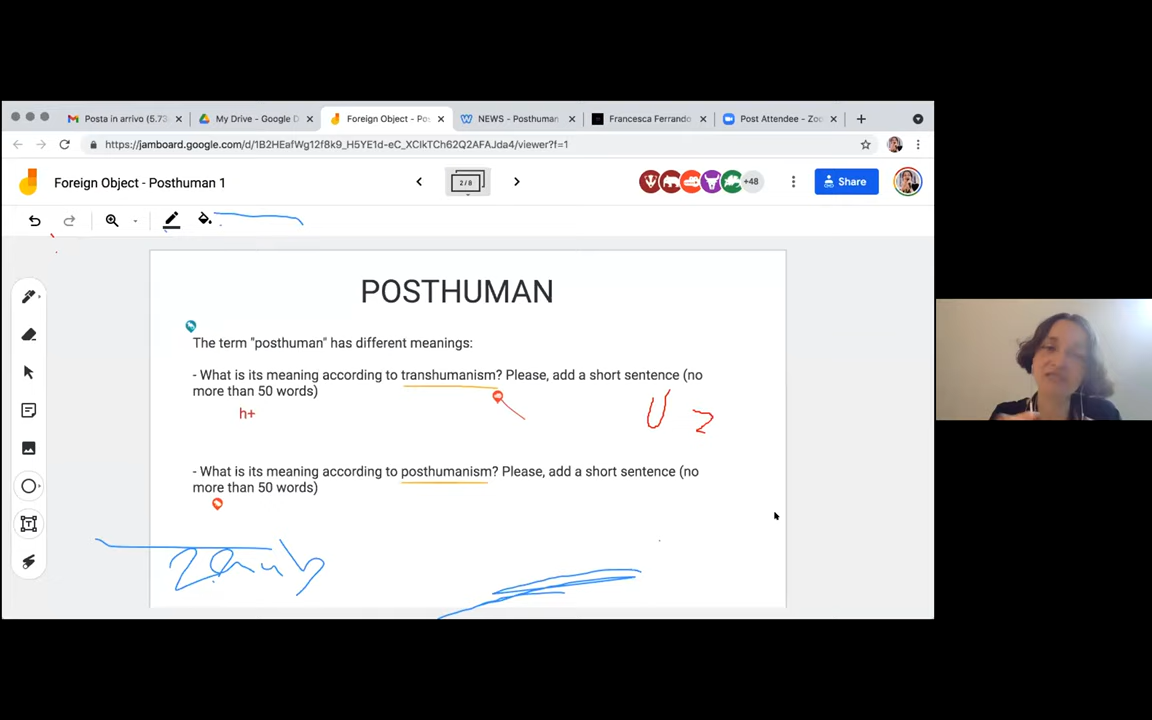 Posta in arrivo (5.73
My Drive - Google D
Foreign Object - Pos
NEWS - Posthuman
Francesca Ferrando
Post Attendee - Zoo
https://jamboard.google.com/d/1B2HEafWg12f8k9_H5YE1d-eC_XClkTCh62Q2AFAJda4/viewer?f=1
Foreign Object - Posthuman 1
2/8
+48
Share
POSTHUMAN
The term "posthuman" has different meanings:
- What is its meaning according to transhumanism? Please, add a short sentence (no
more than 50 words)
h+
- What is its meaning according to posthumanism? Please, add a short sentence (no
more than 50 words)